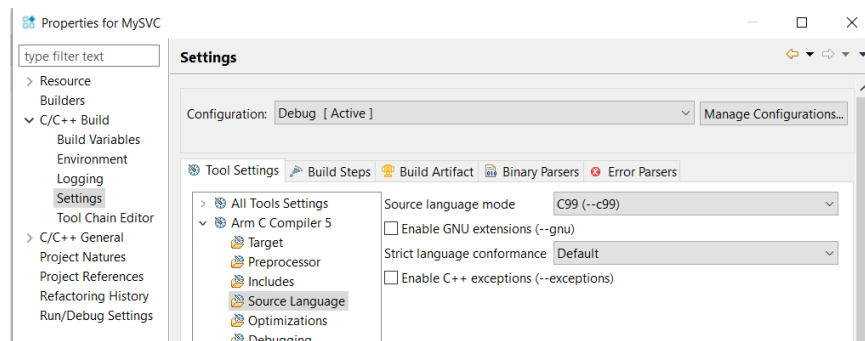 Properties for MySVC
type filter text
Resource
Builders
C/C++ Build
Build Variables
Environment
Logging
Settings
Tool Chain Editor
C/C++ General
Project Natures
Project References
Refactoring History
Run/Debug Settings
Settings
Configuration: Debug [ Active ]
Manage Configurations...
Tool Settings Build Steps Build Artifact Binary Parsers Error Parsers
All Tools Settings
Arm C Compiler 5
Target
Preprocessor
Includes
Source Language
Optimizations
Debugging
Source language mode C99 (--c99)
Enable GNU extensions (--gnu)
Strict language conformance Default
Enable C++ exceptions (--exceptions)